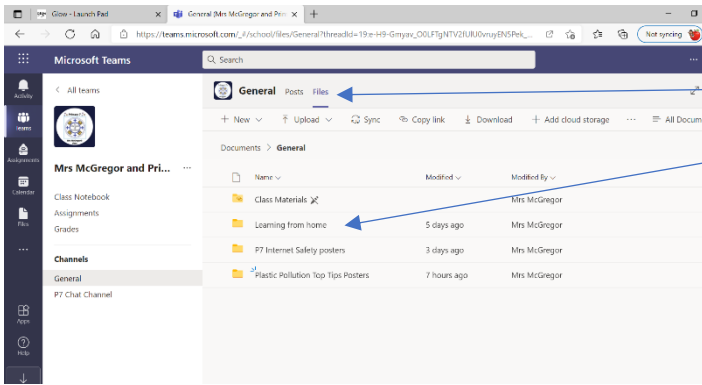 Glow - Launch Pad
General (Mrs McGregor and Prim
https://teams.microsoft.com/_#/school/files/General?threadId=19:e-H9-Gmyav_O0LFTgNTV2fUlU0vruyEN5Pek_...
Not syncing
Microsoft Teams
Search
Activity
Teams
Assignments
Calendar
Files
Apps
Help
All teams
Mrs McGregor and Pri...
Class Notebook
Assignments
Grades
Channels
General
P7 Chat Channel
General Posts Files
New Upload Sync Copy link Download Add cloud storage All Docum
Documents > General
Name Modified Modified By
Class Materials Mrs McGregor
Learning from home 5 days ago Mrs McGregor
P7 Internet Safety posters 3 days ago Mrs McGregor
Plastic Pollution Top Tips Posters 7 hours ago Mrs McGregor